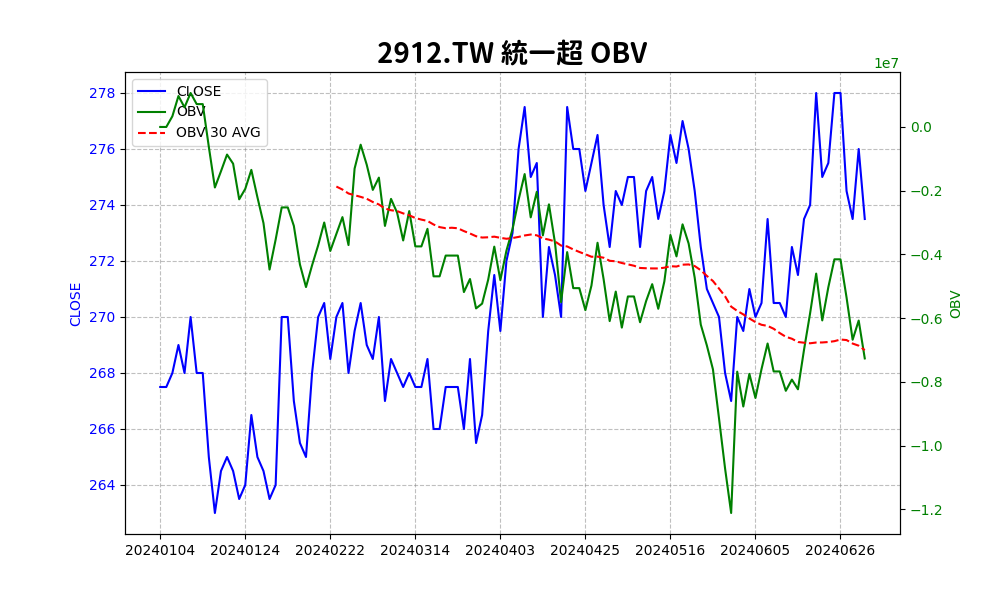 2912.TW 統一超 OBV
1e7
CLOSE
OBV
OBV 30 AVG
278
276
274
272
270
268
266
264
CLOSE
0.0
−0.2
−0.4
−0.6
−0.8
−1.0
−1.2
OBV
20240104 20240124 20240222 20240314 20240403 20240425 20240516 20240605 20240626